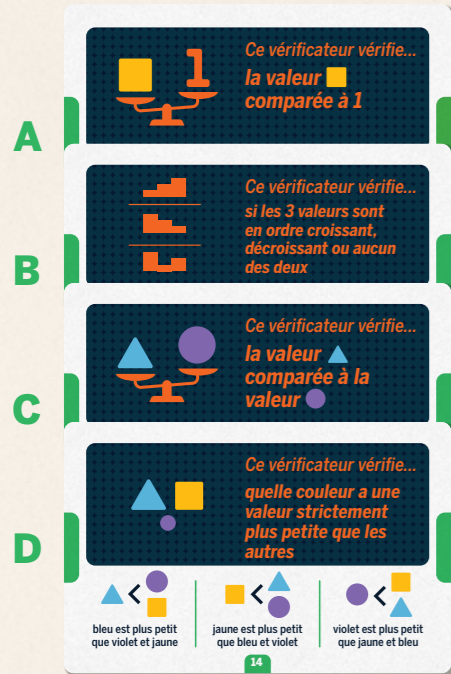 A
1
Ce vérificateur vérifie...
la valeur
comparée à 1
B
Ce vérificateur vérifie...
si les 3 valeurs sont
en ordre croissant,
décroissant ou aucun
des deux
C
Ce vérificateur vérifie...
la valeur
comparée à la
valeur
D
Ce vérificateur vérifie...
quelle couleur a une
valeur strictement
plus petite que les
autres
<
bleu est plus petit
que violet et jaune
<
jaune est plus petit
que bleu et violet
<
violet est plus petit
que jaune et bleu
14